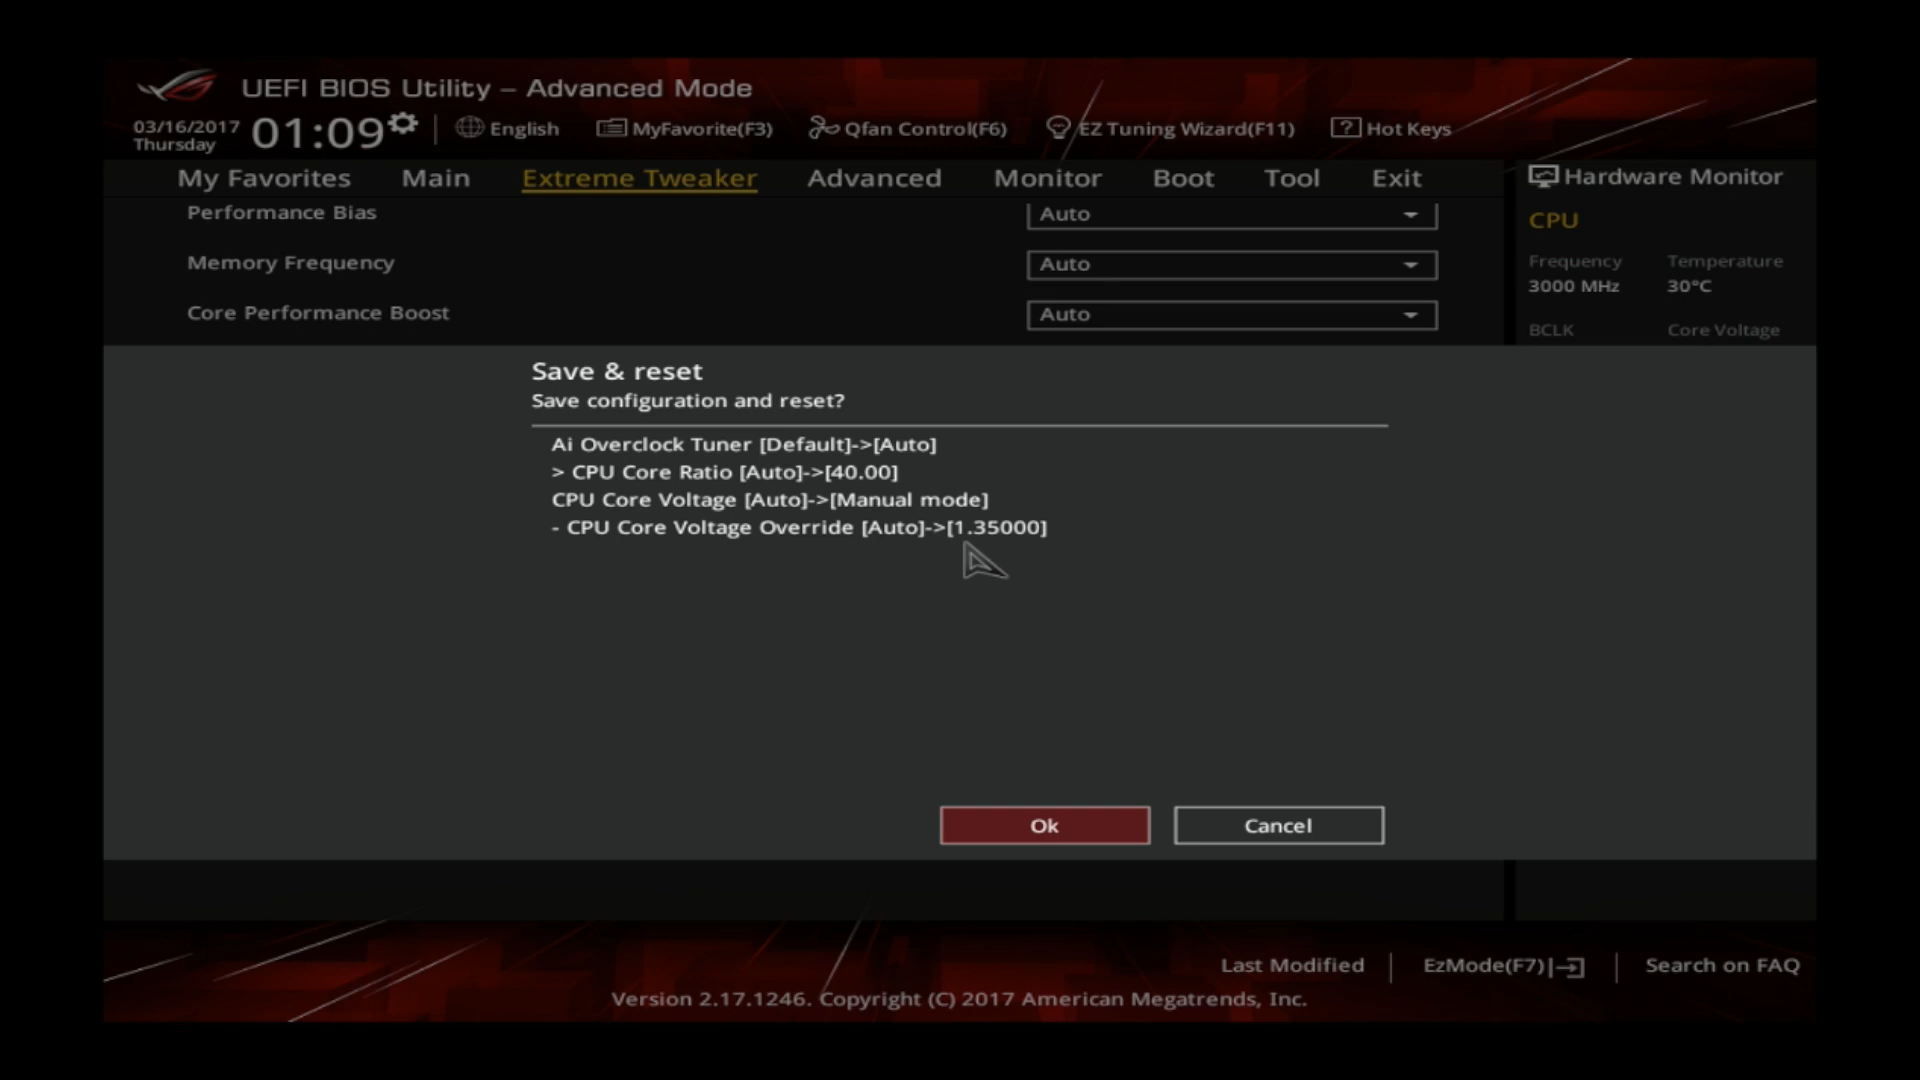 UEFI BIOS Utility – Advanced Mode
03/16/2017
Thursday
01:09
English
MyFavorite(F3)
Qfan Control(F6)
EZ Tuning Wizard(F11)
? Hot Keys
My Favorites
Main
Extreme Tweaker
Advanced
Monitor
Boot
Tool
Exit
Hardware Monitor
Performance Bias
Auto
CPU
Memory Frequency
Auto
Frequency
Temperature
3000 MHz
30°C
Core Performance Boost
Auto
BCLK
Core Voltage
Save & reset
Save configuration and reset?
Ai Overclock Tuner [Default]->[Auto]
> CPU Core Ratio [Auto]->[40.00]
CPU Core Voltage [Auto]->[Manual mode]
- CPU Core Voltage Override [Auto]->[1.35000]
Ok
Cancel
Last Modified
EzMode(F7)
Search on FAQ
Version 2.17.1246. Copyright (C) 2017 American Megatrends, Inc.